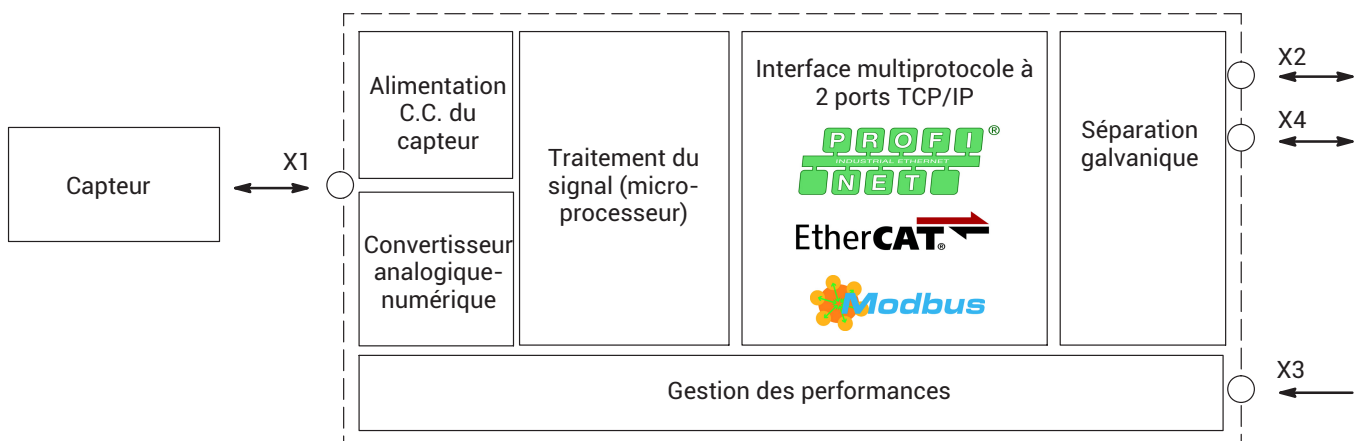 Capteur
X1
Alimentation
C.C. du
capteur
Convertisseur
analogique-
numérique
Traitement du
signal (micro-
processeur)
Interface multiprotocole à
2 ports TCP/IP
PROFI®
INDUSTRIAL ETHERNET
NET
EtherCAT®
Modbus
Séparation
galvanique
X2
X4
Gestion des performances
X3